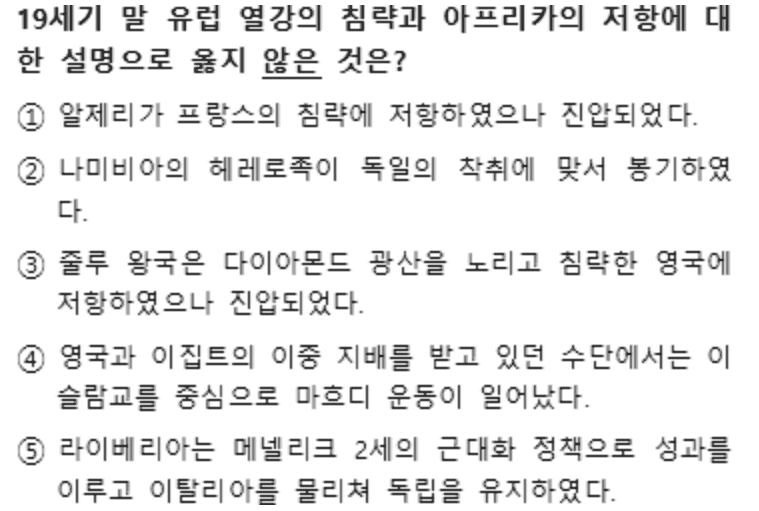 19세기 말 유럽 열강의 침략과 아프리카의 저항에 대
한 설명으로 옳지 않은 것은?
① 알제리가 프랑스의 침략에 저항하였으나 진압되었다.
② 나미비아의 헤레로족이 독일의 착취에 맞서 봉기하였
다.
③ 줄루 왕국은 다이아몬드 광산을 노리고 침략한 영국에
저항하였으나 진압되었다.
④ 영국과 이집트의 이중 지배를 받고 있던 수단에서는 이
슬람교를 중심으로 마흐디 운동이 일어났다.
⑤ 라이베리아는 메넬리크 2세의 근대화 정책으로 성과를
이루고 이탈리아를 물리쳐 독립을 유지하였다.